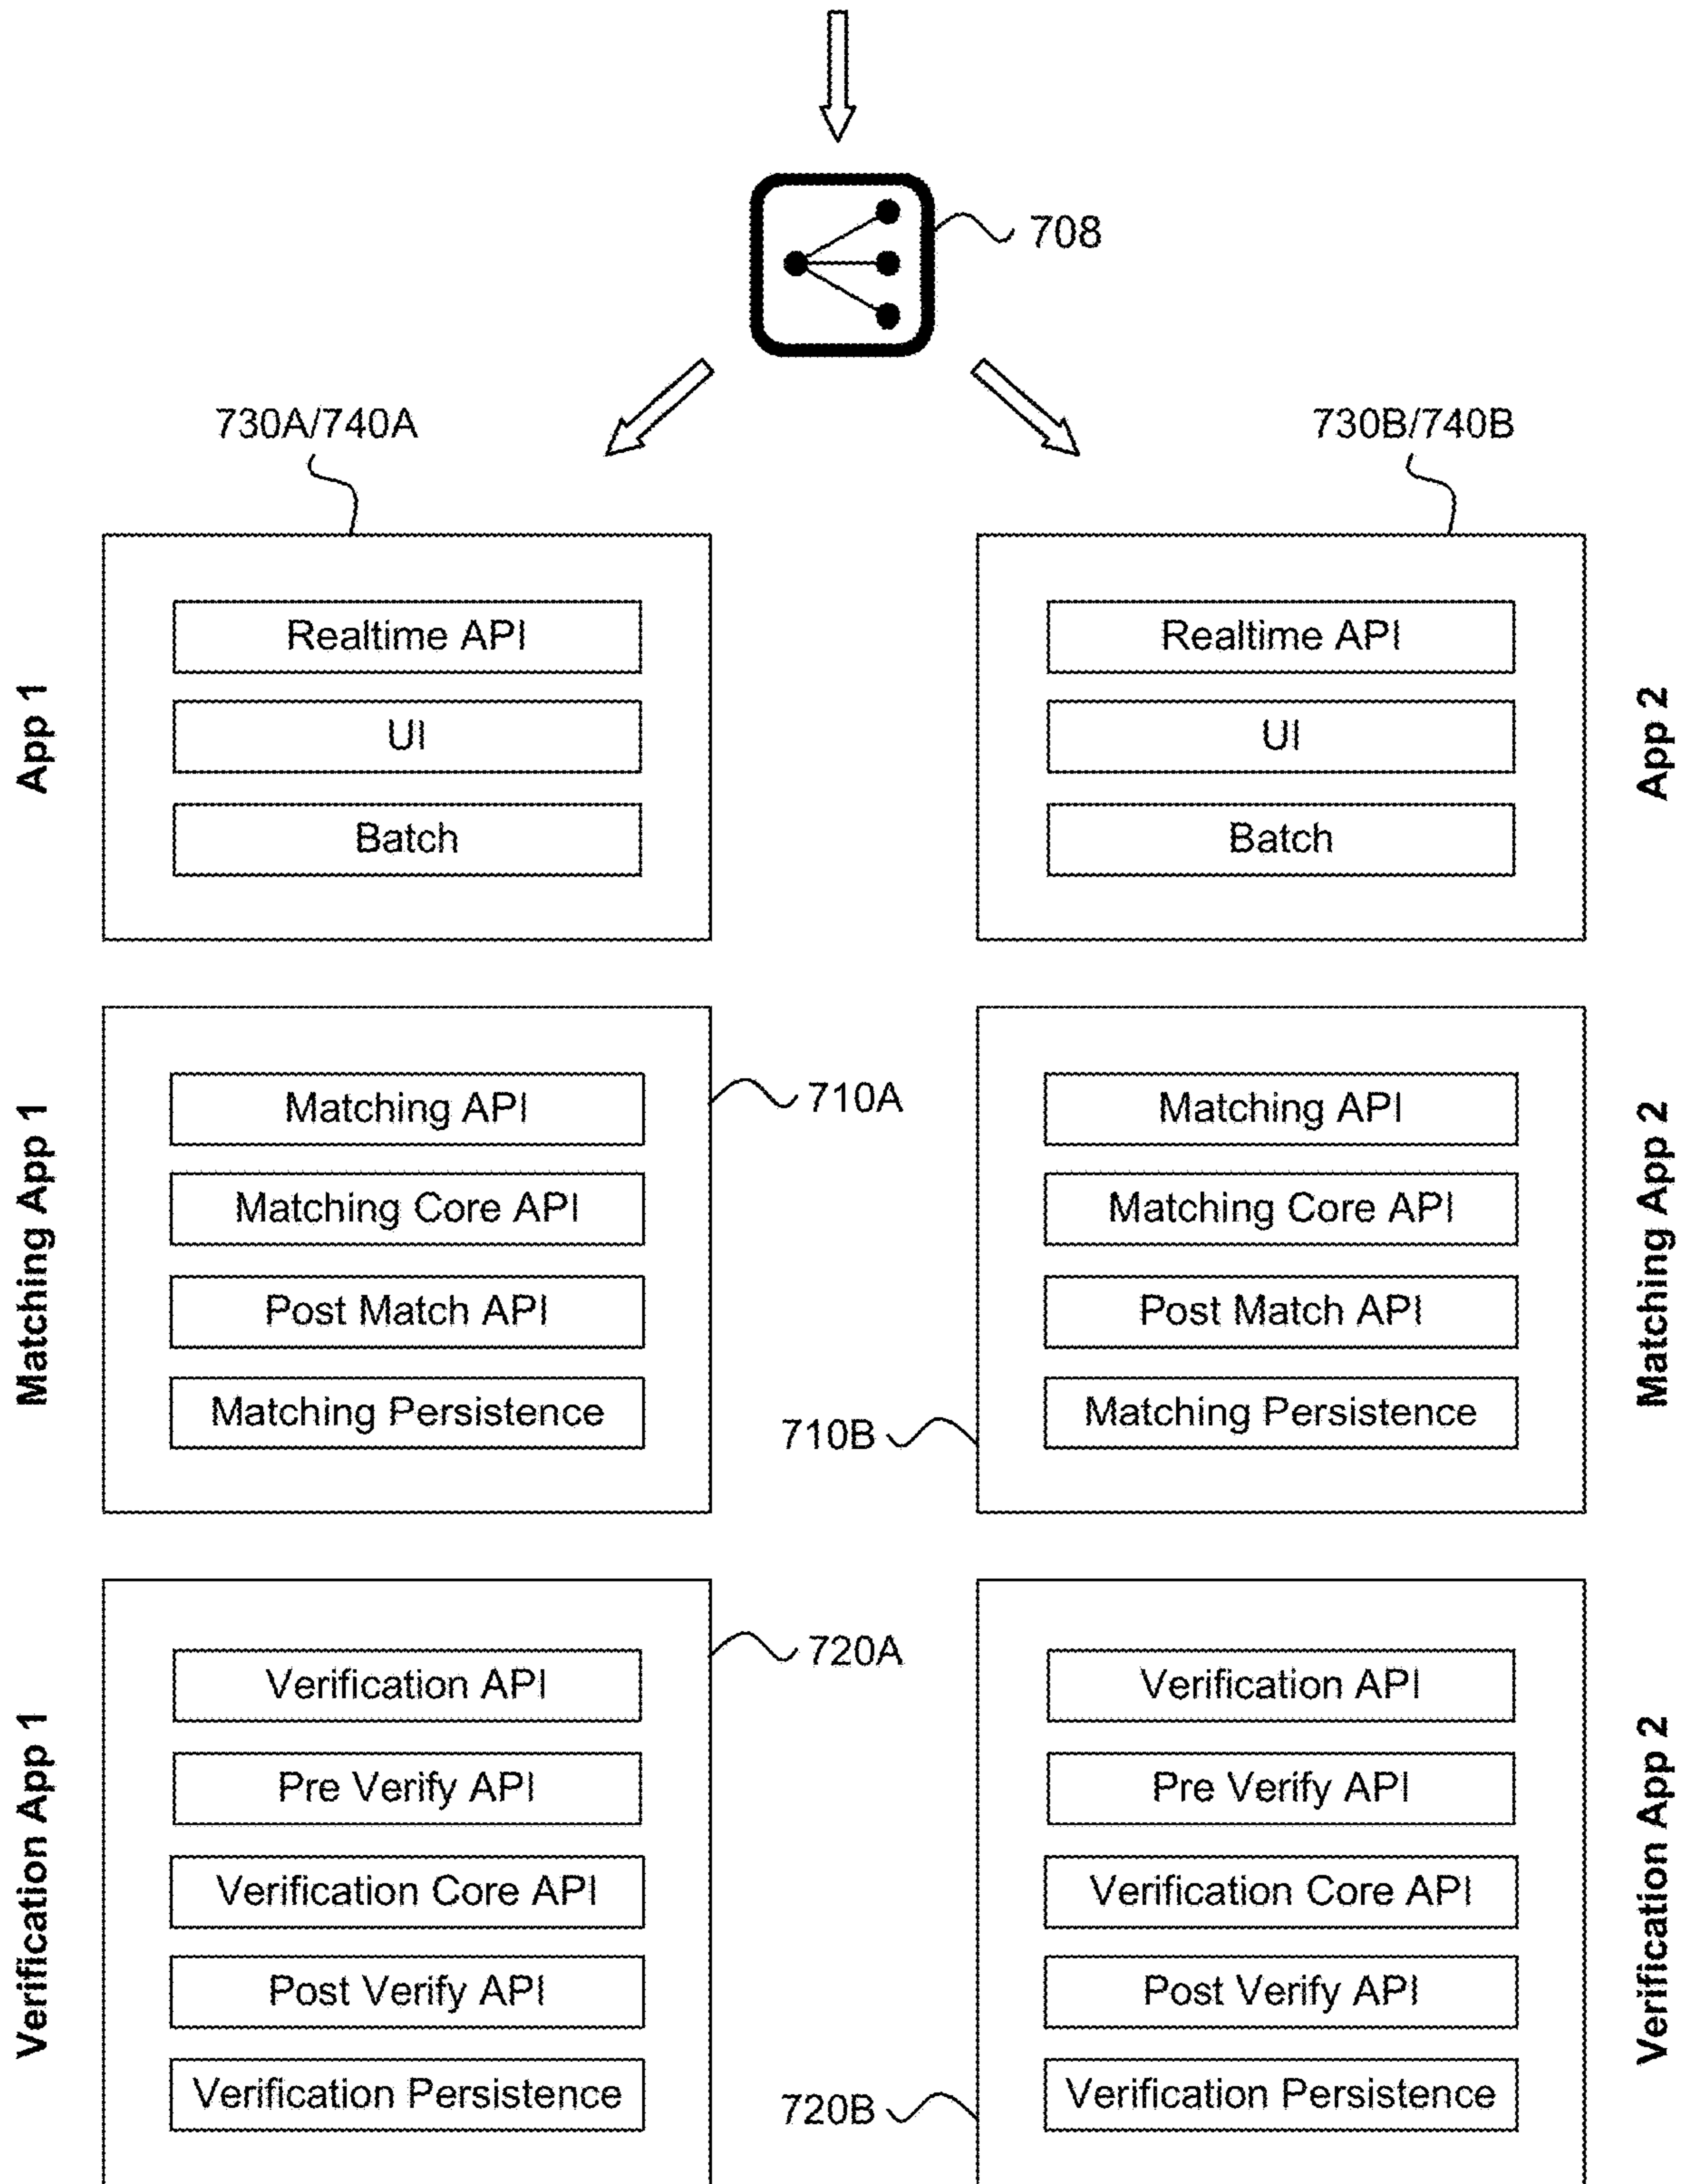 708
730A/740A
730B/740B
App 1
Realtime API
UI
Batch
Realtime API
UI
Batch
App 2
Matching App 1
Matching API
Matching Core API
Post Match API
Matching Persistence
710A
710B
Matching API
Matching Core API
Post Match API
Matching Persistence
Matching App 2
Verification App 1
Verification API
Pre Verify API
Verification Core API
Post Verify API
Verification Persistence
720A
720B
Verification API
Pre Verify API
Verification Core API
Post Verify API
Verification Persistence
Verification App 2